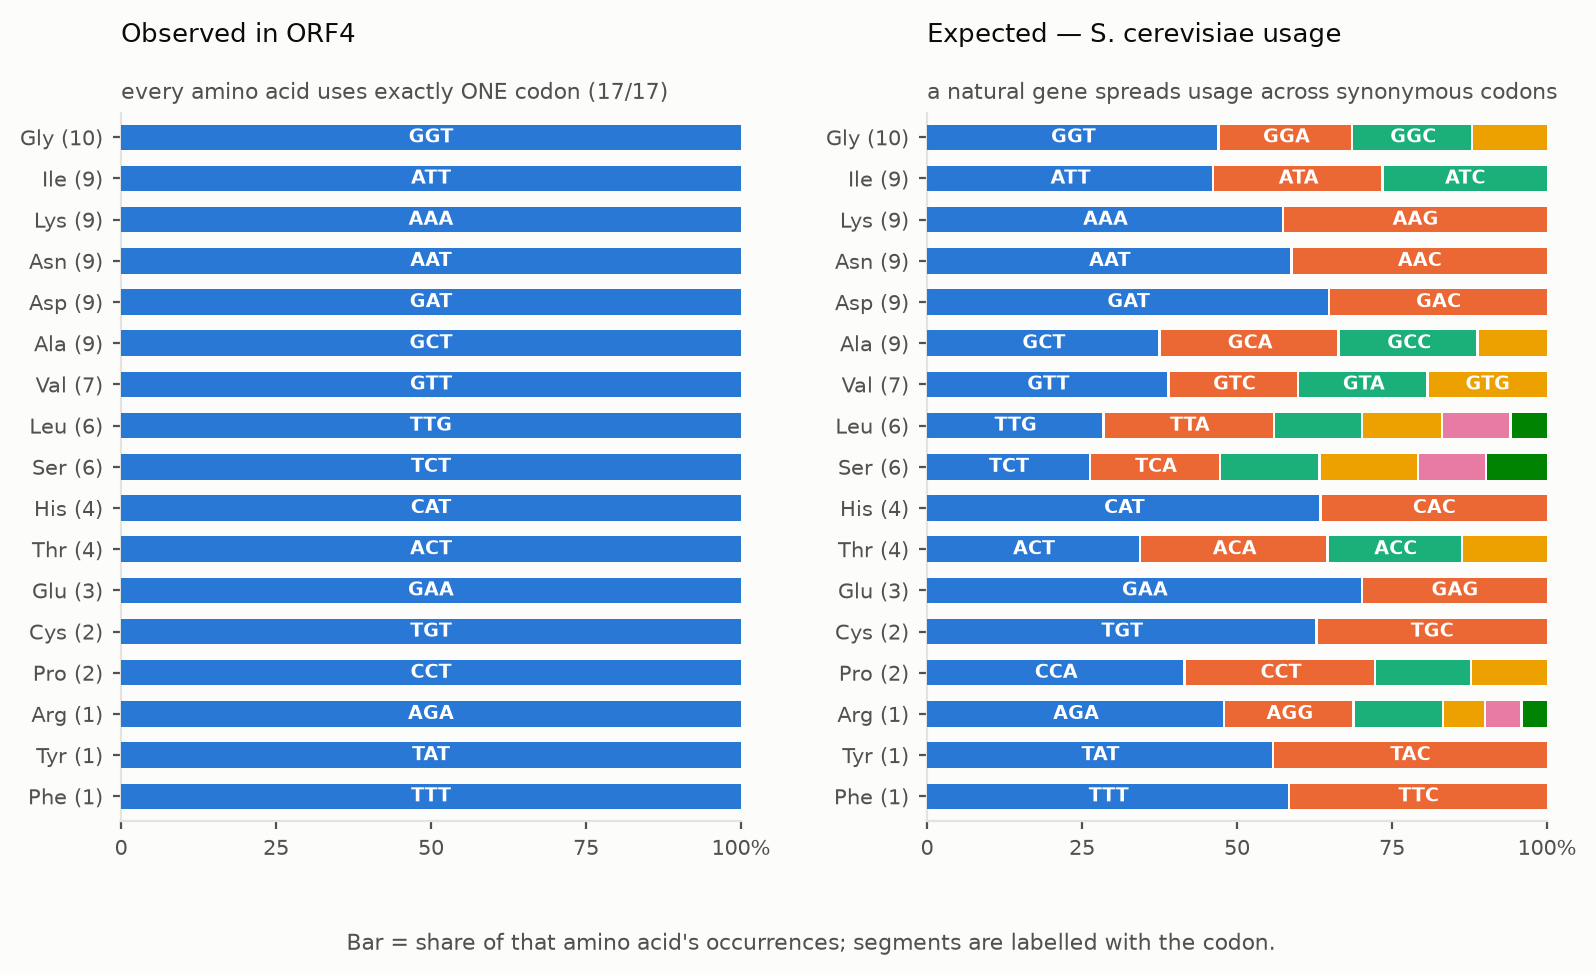 Observed in ORF4
every amino acid uses exactly ONE codon (17/17)
Gly (10) GGT
Ile (9) ATT
Lys (9) AAA
Asn (9) AAT
Asp (9) GAT
Ala (9) GCT
Val (7) GTT
Leu (6) TTG
Ser (6) TCT
His (4) CAT
Thr (4) ACT
Glu (3) GAA
Cys (2) TGT
Pro (2) CCT
Arg (1) AGA
Tyr (1) TAT
Phe (1) TTT
0 25 50 75 100%
Expected — S. cerevisiae usage
a natural gene spreads usage across synonymous codons
Gly (10) GGT GGA GGC
Ile (9) ATT ATA ATC
Lys (9) AAA AAG
Asn (9) AAT AAC
Asp (9) GAT GAC
Ala (9) GCT GCA GCC
Val (7) GTT GTC GTA GTG
Leu (6) TTG TTA
Ser (6) TCT TCA
His (4) CAT CAC
Thr (4) ACT ACA ACC
Glu (3) GAA GAG
Cys (2) TGT TGC
Pro (2) CCA CCT
Arg (1) AGA AGG
Tyr (1) TAT TAC
Phe (1) TTT TTC
0 25 50 75 100%
Bar = share of that amino acid's occurrences; segments are labelled with the codon.